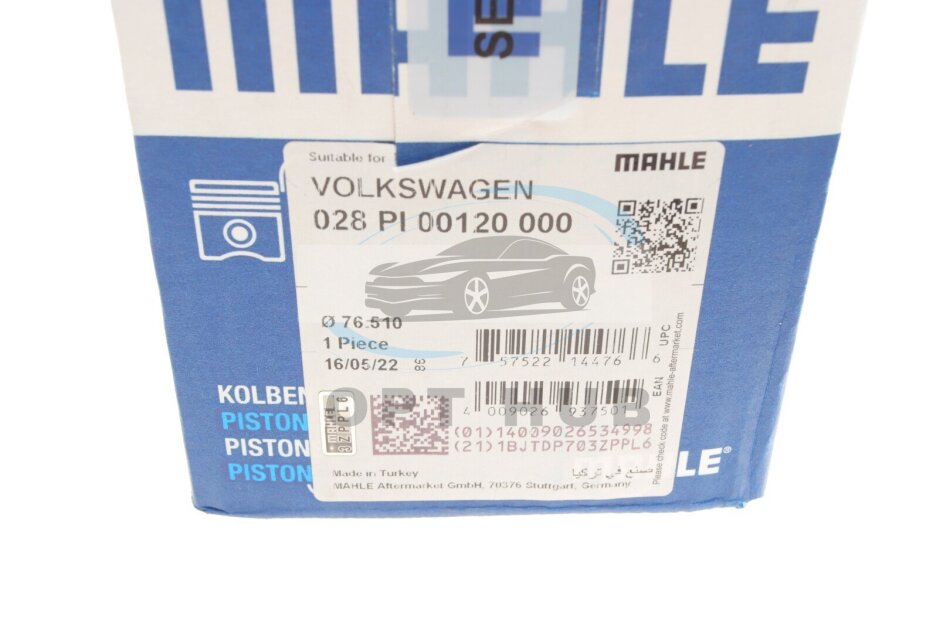 MAHLE
SE
Suitable for
MAHLE
VOLKSWAGEN
028 PI 00120 000
Ø 76.510
1 Piece
16/05/22
38
7 57522 14476 6
UPC
4 009026 93750
EAN
Please check code at www.mahle-aftermarket.com
OPT HUB
MAHLE
3ZPPL6
(01)14009026534998
(21)1BJTDP703ZPPL6
Made in Turkey
صنع في تركيا
MAHLE Aftermarket GmbH, 70376 Stuttgart, Germany
KOLBEN
PISTON
PISTON
PISTON
MAHLE®